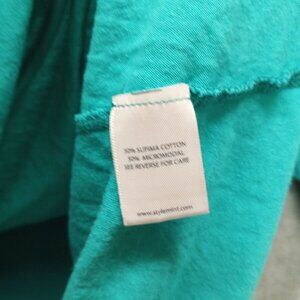 50% SUPIMA COTTON
50% MICROMODAL
SEE REVERSE FOR CARE
www.stylemint.com